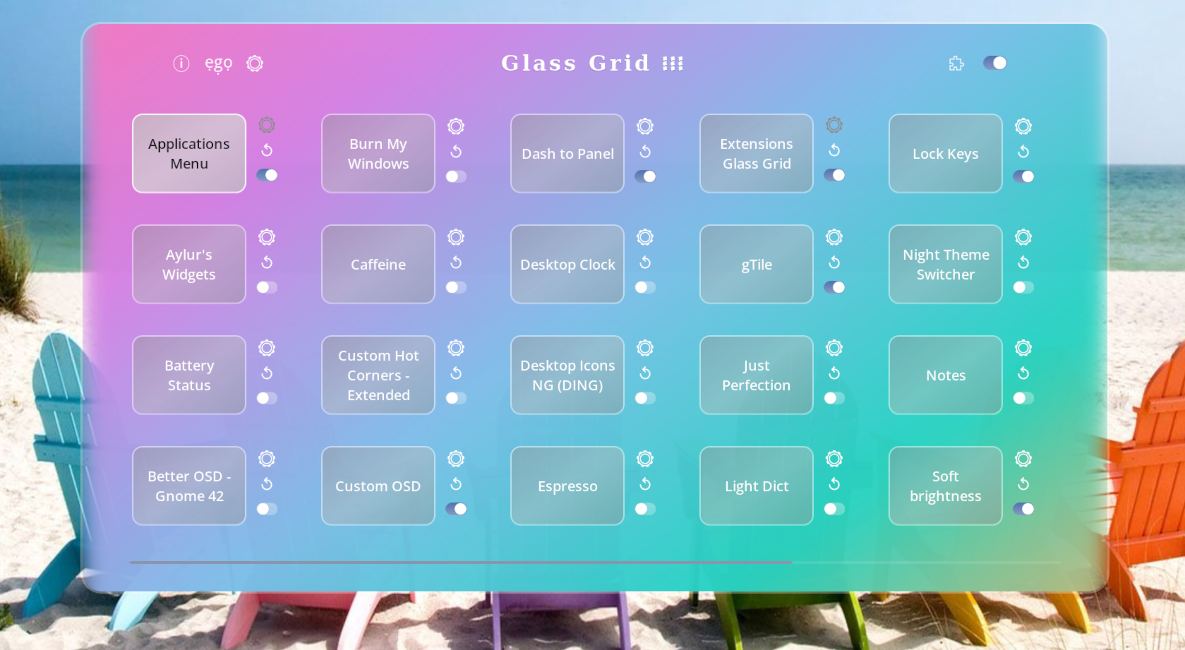 ego
Glass Grid
Applications
Menu
Burn My
Windows
Dash to Panel
Extensions
Glass Grid
Lock Keys
Aylur's
Widgets
Caffeine
Desktop Clock
gTile
Night Theme
Switcher
Battery
Status
Custom Hot
Corners -
Extended
Desktop Icons
NG (DING)
Just
Perfection
Notes
Better OSD -
Gnome 42
Custom OSD
Espresso
Light Dict
Soft
brightness